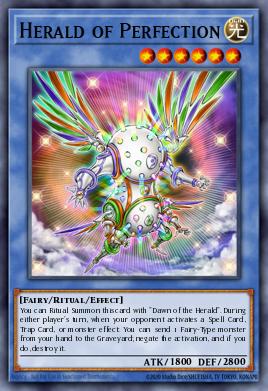 HERALD OF PERFECTION
光
[FAIRY/RITUAL/EFFECT]
You can Ritual Summon this card with "Dawn of the Herald". During
either player's turn, when your opponent activates a Spell Card,
Trap Card, or monster effect: You can send 1 Fairy-Type monster
from your hand to the Graveyard; negate the activation, and if you
do, destroy it.
ATK/1800 DEF/2800